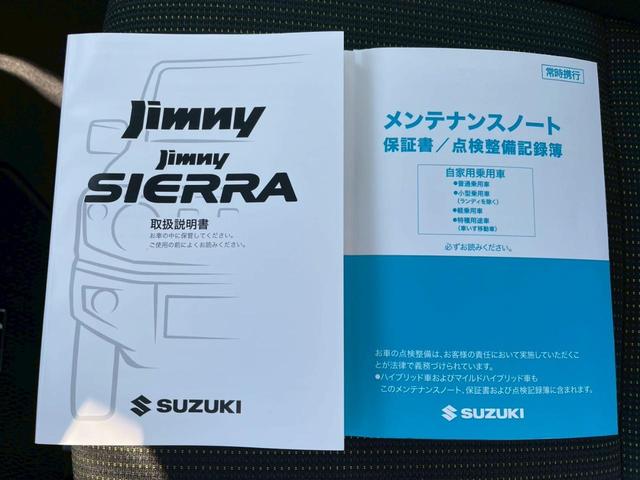 Jimny
Jimny
SIERRA
取扱説明書
お車の中に保管してください。
ご使用の前によくお読みください。
SUZUKI
常時携行
メンテナンスノート
保証書／点検整備記録簿
自家用乗用車
●普通乗用車
●小型乗用車
（ランディを除く）
●軽乗用車
●特種用途車
（車いす移動車）
必ずお読みください。
お車の点検整備は、お客様の責任において実施していただくこ
とが法律で義務づけられています。
●ハイブリッド車およびマイルドハイブリッド車も
このメンテナンスノート、保証書および点検記録簿に含まれます。
SUZUKI